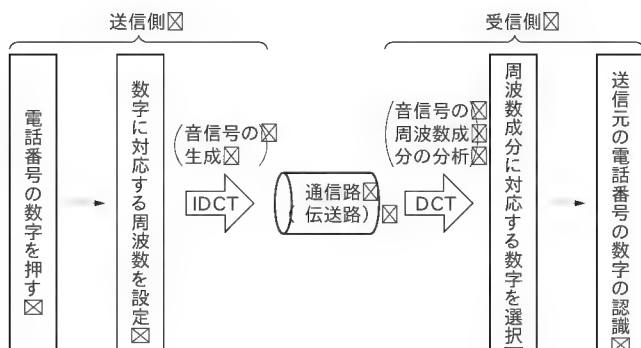 送信側
受信側
電話番号の数字を押す
数字に対応する周波数を設定
(音信号の
生成)
IDCT
通信路
(伝送路)
(音信号の
周波数成
分の分析)
DCT
周波数成分に対応する数字を選択
送信元の電話番号の数字の認識